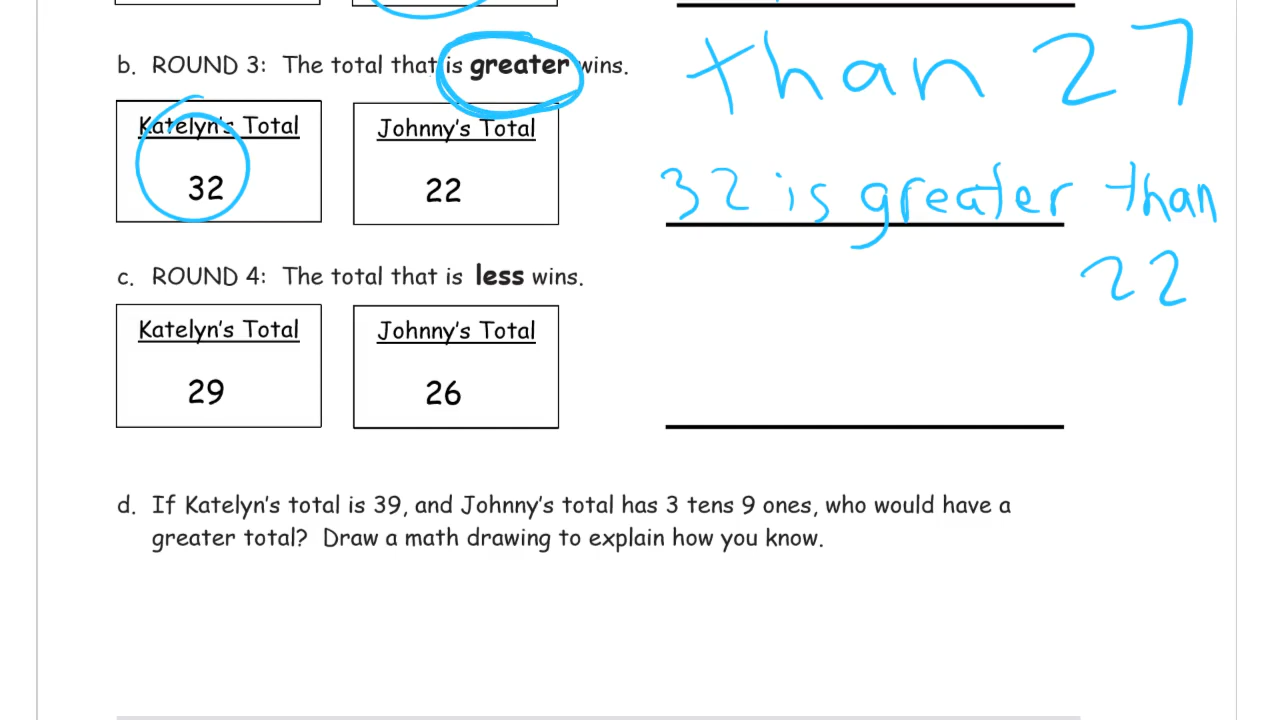 than 27
b. ROUND 3: The total that is greater wins.
Katelyn's Total
32
Johnny's Total
22
32 is greater than
22
c. ROUND 4: The total that is less wins.
Katelyn's Total
29
Johnny's Total
26
d. If Katelyn's total is 39, and Johnny's total has 3 tens 9 ones, who would have a
greater total? Draw a math drawing to explain how you know.